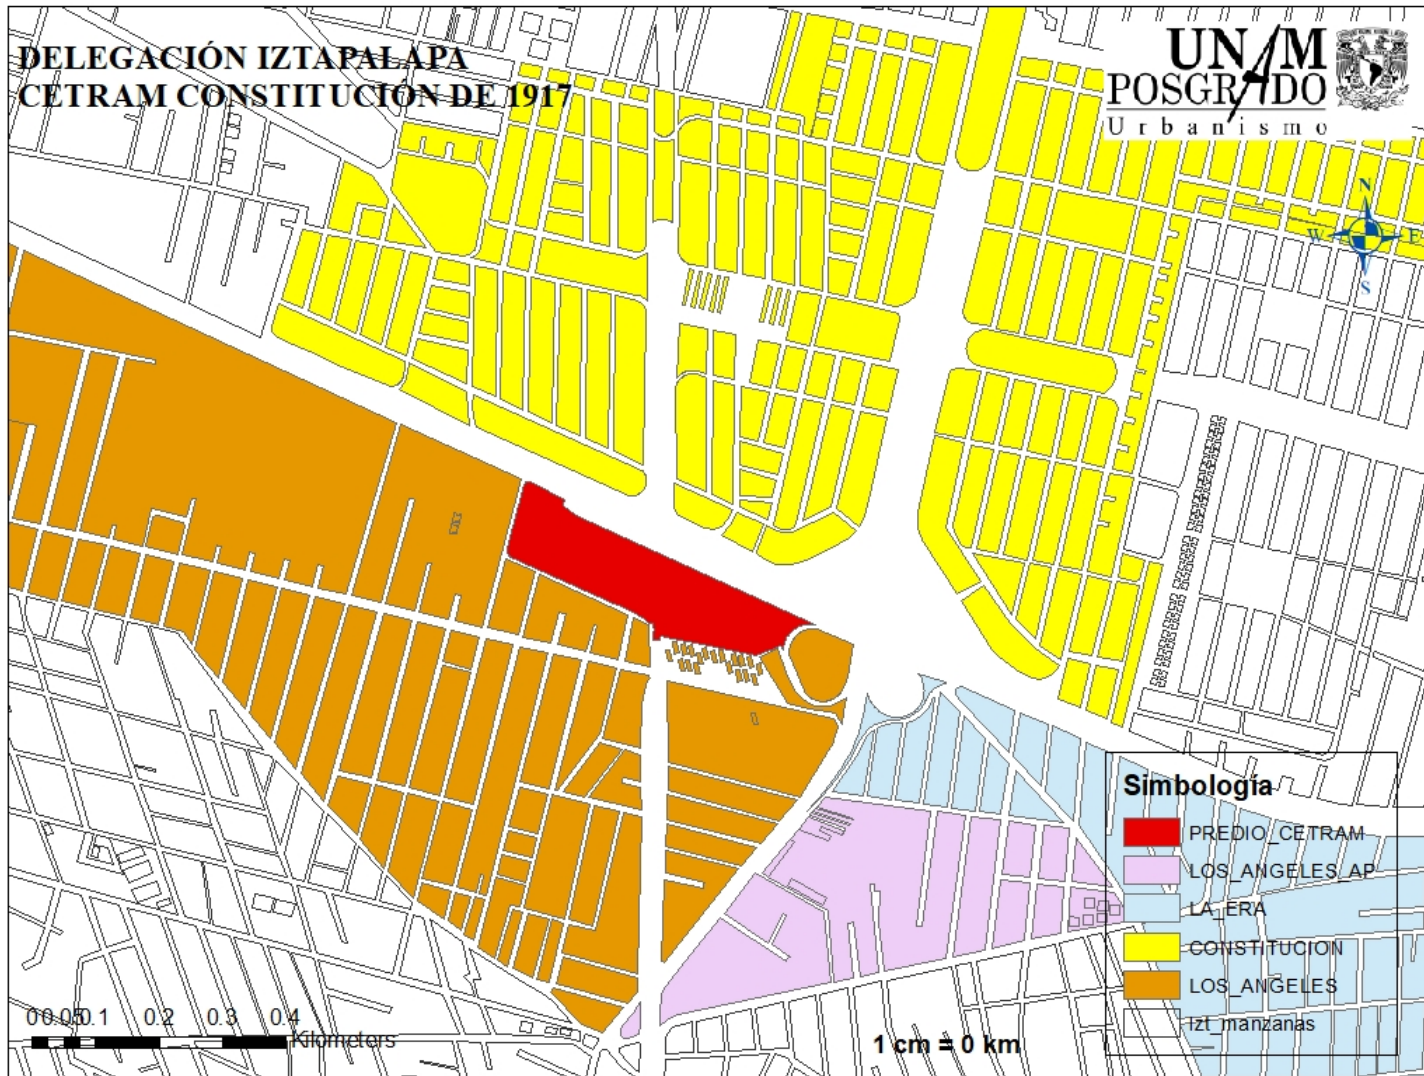 DELEGACIÓN IZTAPALAPA
CETRAM CONSTITUCIÓN DE 1917
UNAM
POSGRADO
Urbanismo
N
W E
S
Simbología
PREDIO_CETRAM
LOS_ANGELES_AP
LA_ERA
CONSTITUCION
LOS_ANGELES
Izt_manzanas
0 0.05 0.1 0.2 0.3 0.4
Kilometers
1 cm = 0 km